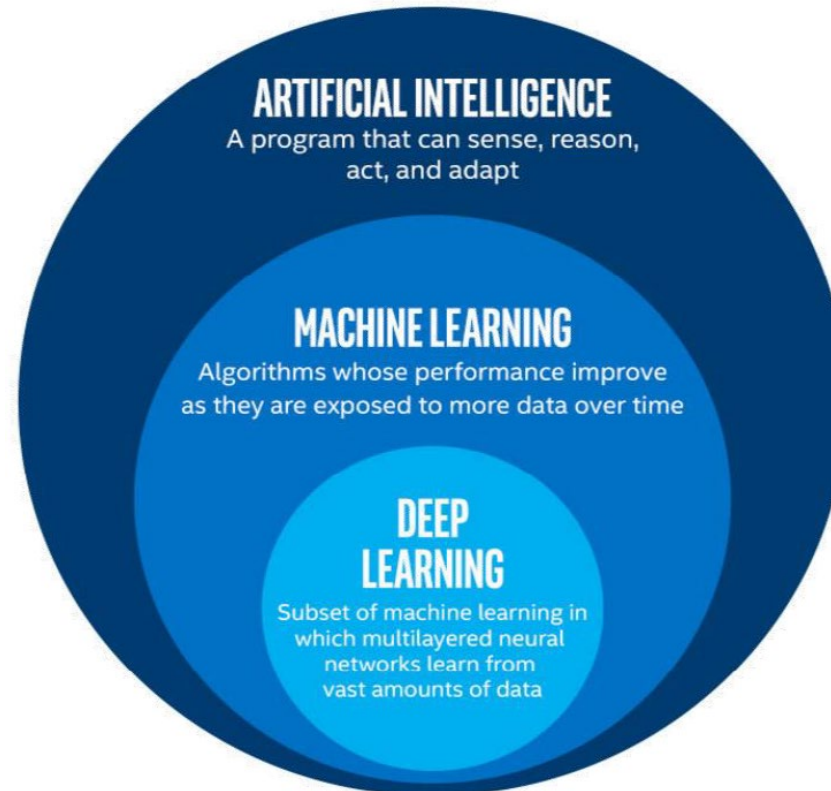 ARTIFICIAL INTELLIGENCE
A program that can sense, reason,
act, and adapt
MACHINE LEARNING
Algorithms whose performance improve
as they are exposed to more data over time
DEEP
LEARNING
Subset of machine learning in
which multilayered neural
networks learn from
vast amounts of data